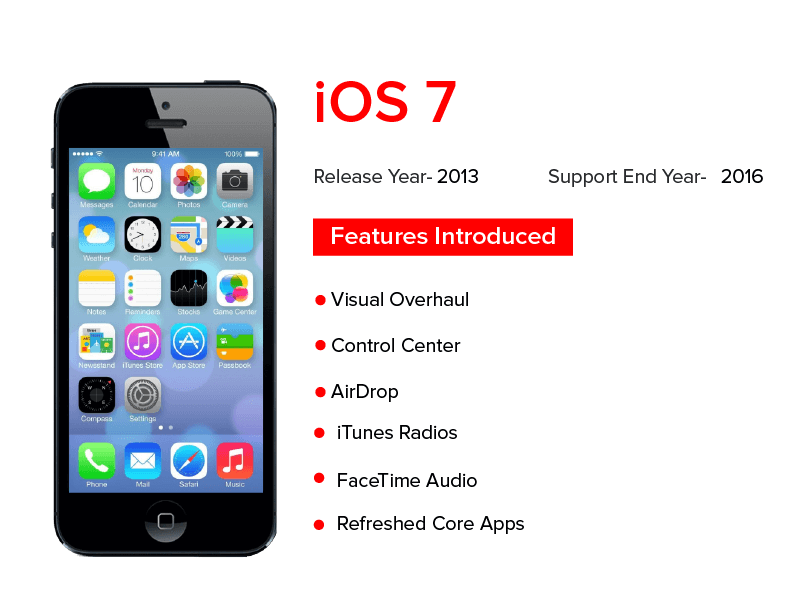 iOS 7
Release Year- 2013 Support End Year- 2016
Features Introduced
Visual Overhaul
Control Center
AirDrop
iTunes Radios
FaceTime Audio
Refreshed Core Apps
9:41 AM 100%
Monday
10
Messages Calendar Photos Camera
Weather Clock Maps Videos
Notes Reminders Stocks Game Center
Newsstand iTunes Store App Store Passbook
Compass Settings
Phone Mail Safari Music